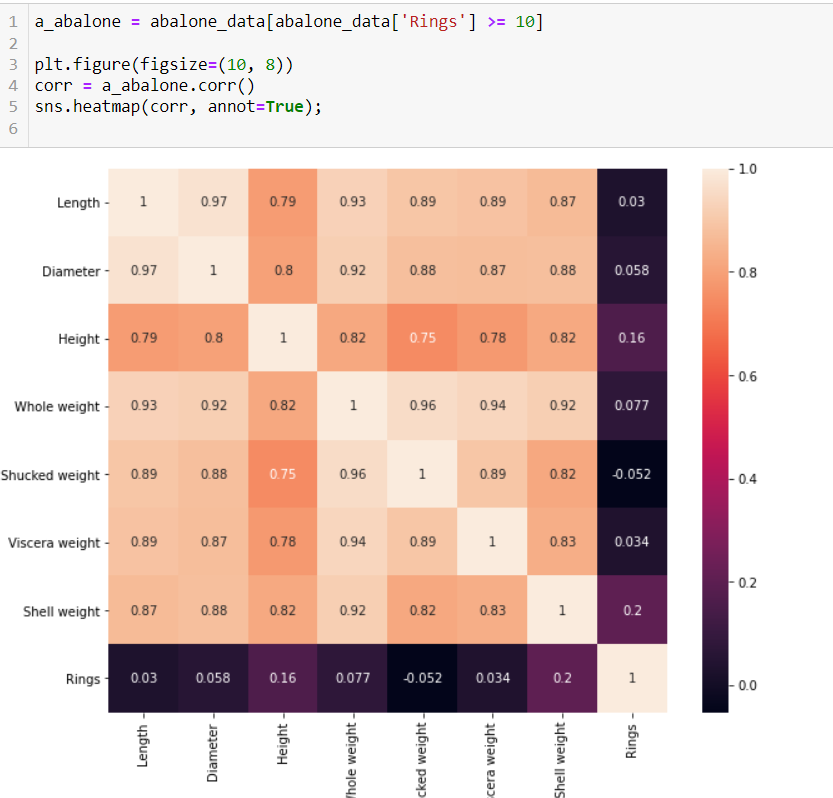 1 a_abalone = abalone_data[abalone_data['Rings'] >= 10]
2
3 plt.figure(figsize=(10, 8))
4 corr = a_abalone.corr()
5 sns.heatmap(corr, annot=True);
6
Length 1 0.97 0.79 0.93 0.89 0.89 0.87 0.03
Diameter 0.97 1 0.8 0.92 0.88 0.87 0.88 0.058
Height 0.79 0.8 1 0.82 0.75 0.78 0.82 0.16
Whole weight 0.93 0.92 0.82 1 0.96 0.94 0.92 0.077
Shucked weight 0.89 0.88 0.75 0.96 1 0.89 0.82 -0.052
Viscera weight 0.89 0.87 0.78 0.94 0.89 1 0.83 0.034
Shell weight 0.87 0.88 0.82 0.92 0.82 0.83 1 0.2
Rings 0.03 0.058 0.16 0.077 -0.052 0.034 0.2 1
Length
Diameter
Height
hole weight
cked weight
cera weight
Shell weight
Rings
1.0
0.8
0.6
0.4
0.2
0.0